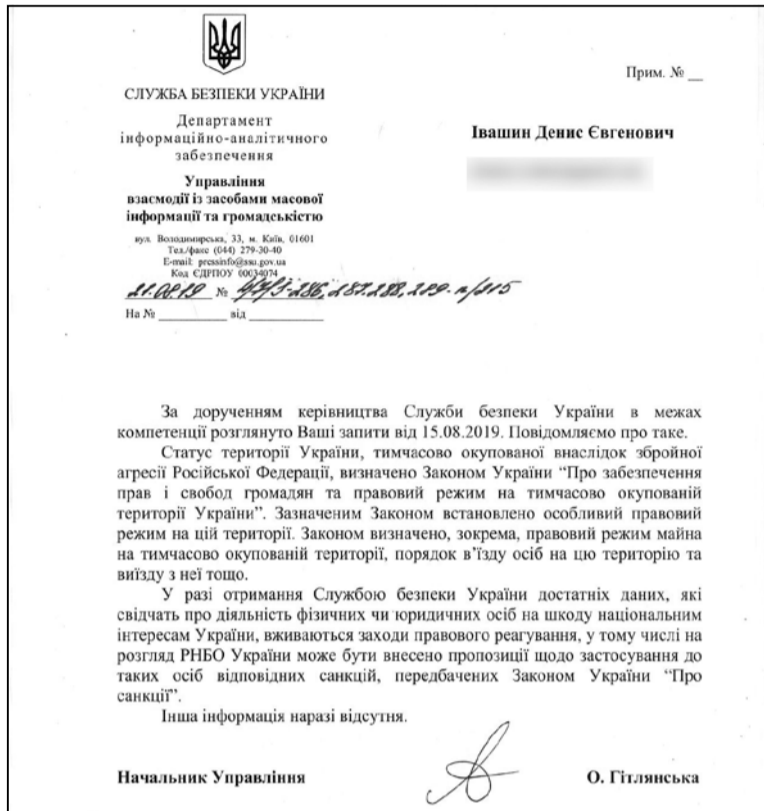 Прим. № __
СЛУЖБА БЕЗПЕКИ УКРАЇНИ
Департамент
інформаційно-аналітичного
забезпечення
Управління
взаємодії із засобами масової
інформації та громадськістю
вул. Володимирська, 33, м. Київ, 01601
Тел./факс (044) 279-30-40
E-mail: pressinfo@ssu.gov.ua
Код ЄДРПОУ 00034074
21.08.19 №
На № __________ від __________
Івашин Денис Євгенович
За дорученням керівництва Служби безпеки України в межах
компетенції розглянуто Ваші запити від 15.08.2019. Повідомляємо про таке.
Статус території України, тимчасово окупованої внаслідок збройної
агресії Російської Федерації, визначено Законом України “Про забезпечення
прав і свобод громадян та правовий режим на тимчасово окупованій
території України”. Зазначеним Законом встановлено особливий правовий
режим на цій території. Законом визначено, зокрема, правовий режим майна
на тимчасово окупованій території, порядок в’їзду осіб на цю територію та
виїзду з неї тощо.
У разі отримання Службою безпеки України достатніх даних, які
свідчать про діяльність фізичних чи юридичних осіб на шкоду національним
інтересам України, вживаються заходи правового реагування, у тому числі на
розгляд РНБО України може бути внесено пропозиції щодо застосування до
таких осіб відповідних санкцій, передбачених Законом України “Про
санкції”.
Інша інформація наразі відсутня.
Начальник Управління О. Гітлянська